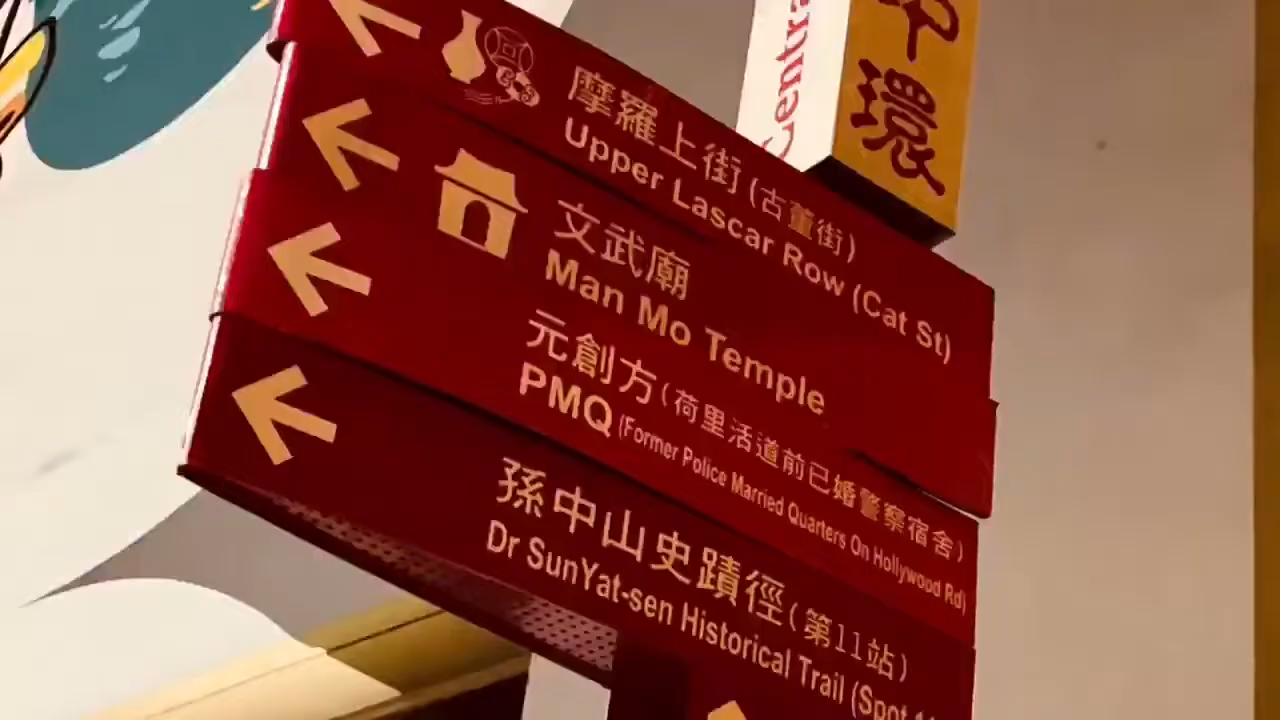 中環
Central
摩羅上街(古董街)
Upper Lascar Row (Cat St)
文武廟
Man Mo Temple
元創方(荷里活道前已婚警察宿舍)
PMQ (Former Police Married Quarters On Hollywood Rd)
孫中山史蹟徑(第11站)
Dr SunYat-sen Historical Trail (Spot